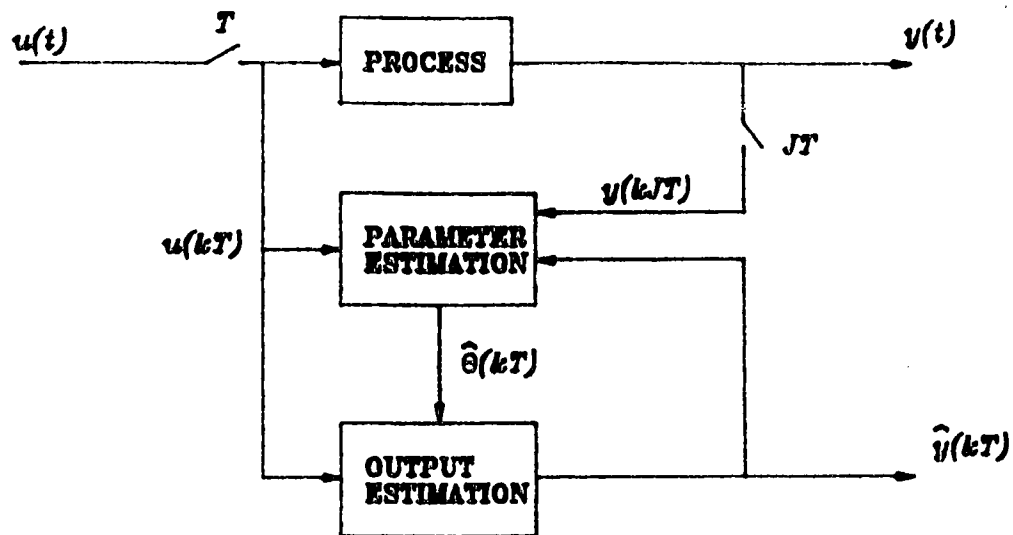 T
u(t)
PROCESS
y(t)
JT
y(kJT)
u(kT)
PARAMETER
ESTIMATION
Θ̂(kT)
OUTPUT
ESTIMATION
ŷ(kT)